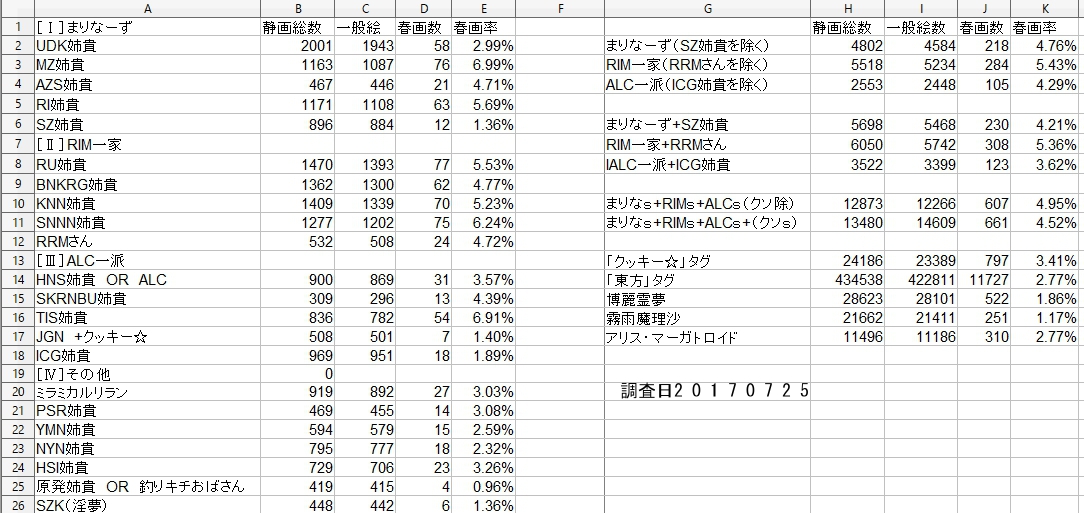 A B C D E F G H I J K
1 [Ⅰ]まりなーず 静画総数 一般絵 春画数 春画率 静画総数 一般絵数 春画数 春画率
2 UDK姉貴 2001 1943 58 2.99% まりなーず(SZ姉貴を除く) 4802 4584 218 4.76%
3 MZ姉貴 1163 1087 76 6.99% RIM一家(RRMさんを除く) 5518 5234 284 5.43%
4 AZS姉貴 467 446 21 4.71% ALC一派(ICG姉貴を除く) 2553 2448 105 4.29%
5 RI姉貴 1171 1108 63 5.69%
6 SZ姉貴 896 884 12 1.36% まりなーず+SZ姉貴 5698 5468 230 4.21%
7 [Ⅱ]RIM一家 RIM一家+RRMさん 6050 5742 308 5.36%
8 RU姉貴 1470 1393 77 5.53% IALC一派+ICG姉貴 3522 3399 123 3.62%
9 BNKRG姉貴 1362 1300 62 4.77%
10 KNN姉貴 1409 1339 70 5.23% まりなs+RIMs+ALCs(クソ除) 12873 12266 607 4.95%
11 SNNN姉貴 1277 1202 75 6.24% まりなs+RIMs+ALCs+(クソs) 13480 14609 661 4.52%
12 RRMさん 532 508 24 4.72%
13 [Ⅲ]ALC一派 「クッキー☆」タグ 24186 23389 797 3.41%
14 HNS姉貴 OR ALC 900 869 31 3.57% 「東方」タグ 434538 422811 11727 2.77%
15 SKRNBU姉貴 309 296 13 4.39% 博麗霊夢 28623 28101 522 1.86%
16 TIS姉貴 836 782 54 6.91% 霧雨魔理沙 21662 21411 251 1.17%
17 JGN +クッキー☆ 508 501 7 1.40% アリス・マーガトロイド 11496 11186 310 2.77%
18 ICG姉貴 969 951 18 1.89%
19 [Ⅳ]その他 0
20 ミラミカルリラン 919 892 27 3.03% 調査日20170725
21 PSR姉貴 469 455 14 3.08%
22 YMN姉貴 594 579 15 2.59%
23 NYN姉貴 795 777 18 2.32%
24 HSI姉貴 729 706 23 3.26%
25 原発姉貴 OR 釣りキチおばさん 419 415 4 0.96%
26 SZK(淫夢) 448 442 6 1.36%